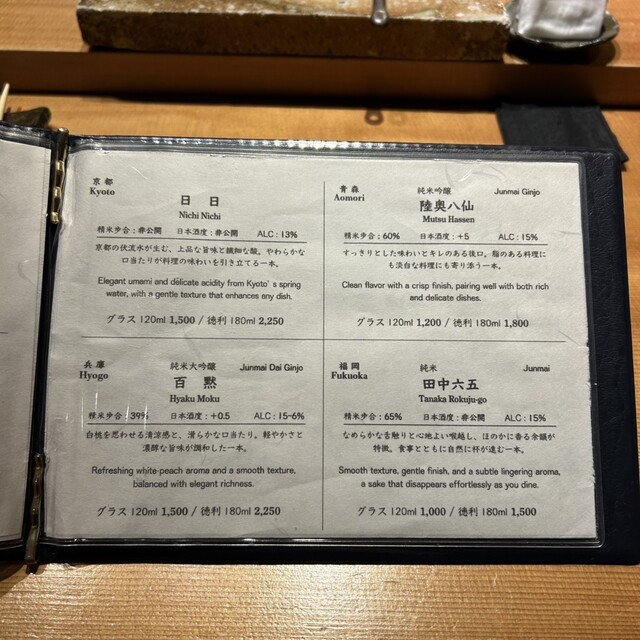 京都
Kyoto
日日
Nichi Nichi
精米歩合：非公開 日本酒度：非公開 ALC：13%
京都の伏流水が生む、上品な旨味と繊細な酸。やわらかな
口当たりが料理の味わいを引き立てる一本。
Elegant umami and delicate acidity from Kyoto's spring
water, with a gentle texture that enhances any dish.
グラス 120ml 1,500 / 徳利 180ml 2,250
青森
Aomori
純米吟醸 Junmai Ginjo
陸奥八仙
Mutsu Hassen
精米歩合：60% 日本酒度：+5 ALC：15%
すっきりとした味わいとキレのある後口。脂のある料理に
も淡白な料理にも寄り添う一本。
Clean flavor with a crisp finish, pairing well with both rich
and delicate dishes.
グラス 120ml 1,200 / 徳利 180ml 1,800
兵庫
Hyogo
純米大吟醸 Junmai Dai Ginjo
百黙
Hyaku Moku
精米歩合：39% 日本酒度：+0.5 ALC：15-6%
白桃を思わせる清涼感と、滑らかな口当たり。軽やかさと
濃醇な旨味が調和した一本。
Refreshing white-peach aroma and a smooth texture,
balanced with elegant richness.
グラス 120ml 1,500 / 徳利 180ml 2,250
福岡
Fukuoka
純米 Junmai
田中六五
Tanaka Rokuju-go
精米歩合：65% 日本酒度：非公開 ALC：15%
なめらかな舌触りと心地よい喉越し、ほのかに香る余韻が
特徴。食事とともに自然に杯が進む一本。
Smooth texture, gentle finish, and a subtle lingering aroma,
a sake that disappears effortlessly as you dine.
グラス 120ml 1,000 / 徳利 180ml 1,500